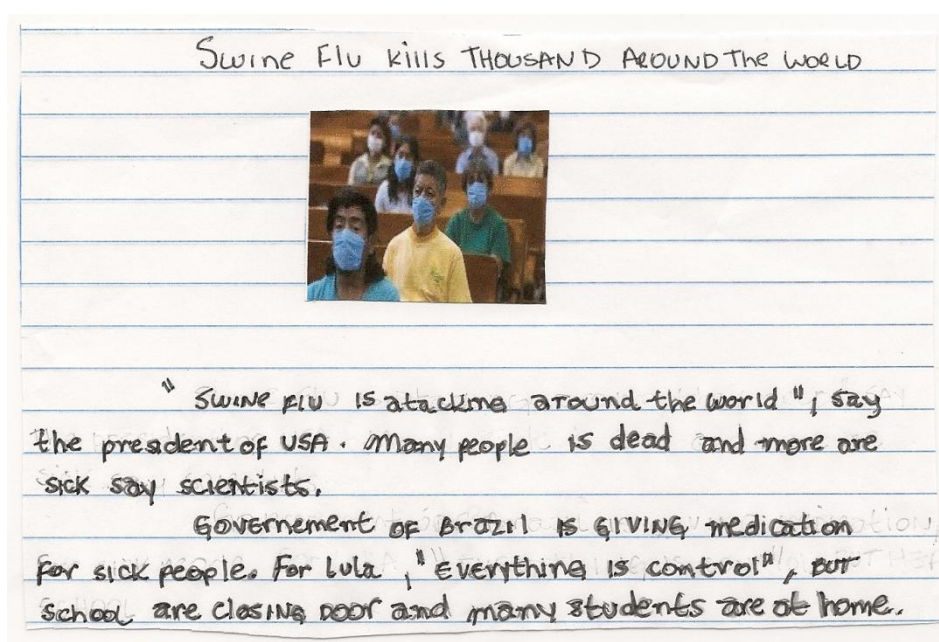 Swine Flu kills THOUSAND AROUND The WORLD
" SWINE FLU IS atacking around the world ", say
the president of USA. Many people is dead and more are
sick say scientists.
GOVERNEMENT OF BRAZIL IS GIVING medication
for sick people. For Lula, " EVErything is control", BUT
school are closing DOOR and many students are at home.